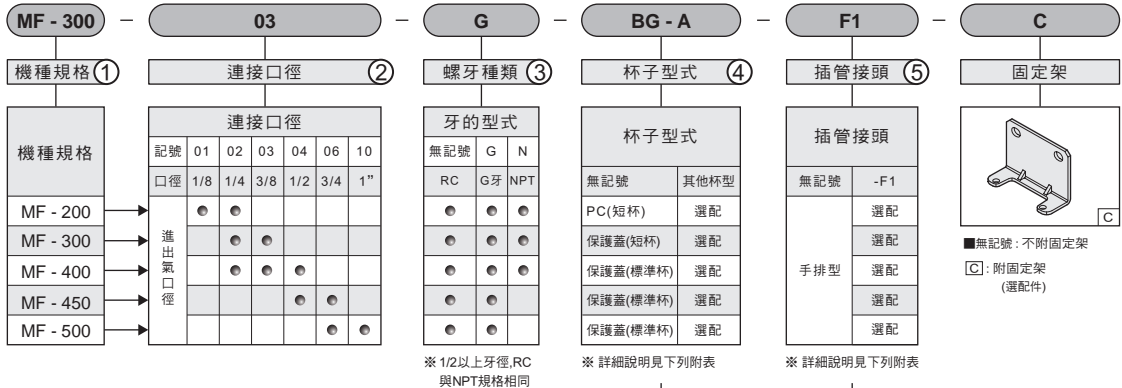 MF - 300 – 03 – G – BG - A – F1 – C
機種規格① 連接口徑 ② 螺牙種類 ③ 杯子型式 ④ 插管接頭 ⑤ 固定架
機種規格 連接口徑 牙的型式 杯子型式 插管接頭
記號 01 02 03 04 06 10 無記號 G N
口徑 1/8 1/4 3/8 1/2 3/4 1” RC G牙 NPT 無記號 其他杯型 無記號 -F1
MF - 200 PC(短杯) 選配 選配
MF - 300 保護蓋(短杯) 選配 選配
MF - 400 保護蓋(標準杯) 選配 選配
MF - 450 保護蓋(標準杯) 選配 選配
MF - 500 保護蓋(標準杯) 選配 選配
進出氣口徑
手排型
C
■無記號 : 不附固定架
C : 附固定架
(選配件)
※ 1/2以上牙徑,RC
與NPT規格相同
※ 詳細說明見下列附表
※ 詳細說明見下列附表